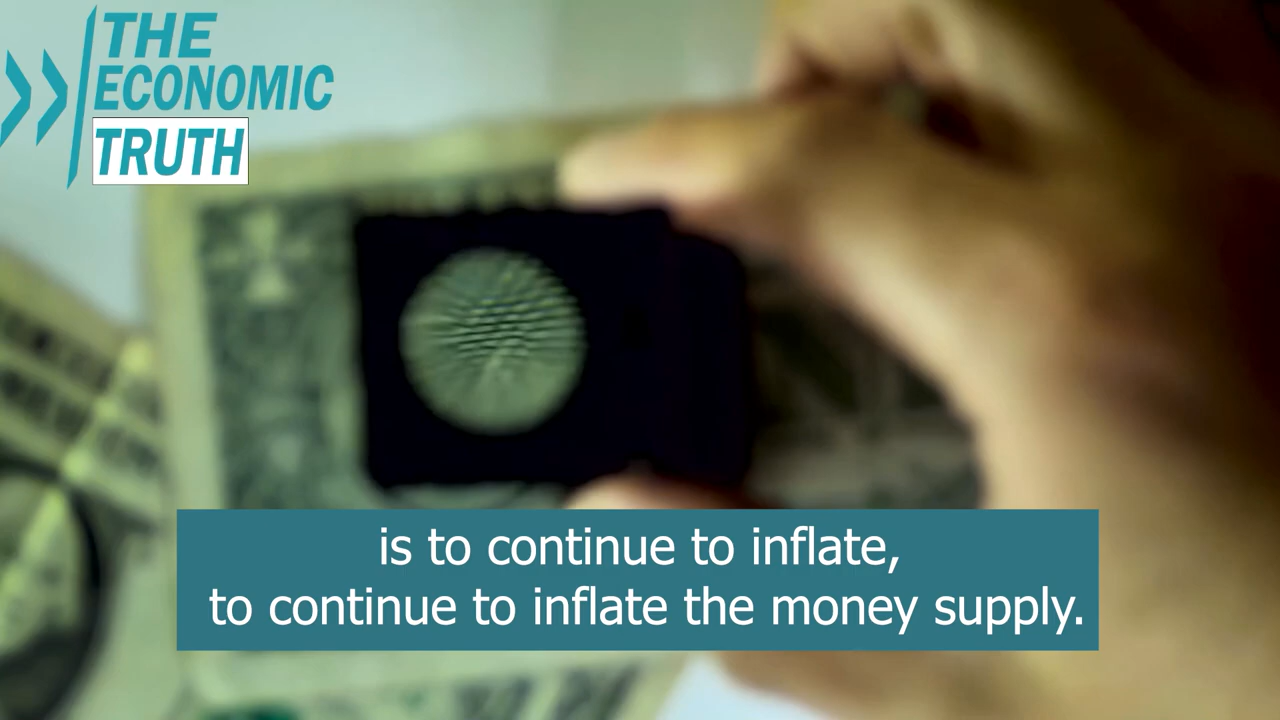 THE
ECONOMIC
TRUTH
is to continue to inflate,
to continue to inflate the money supply.